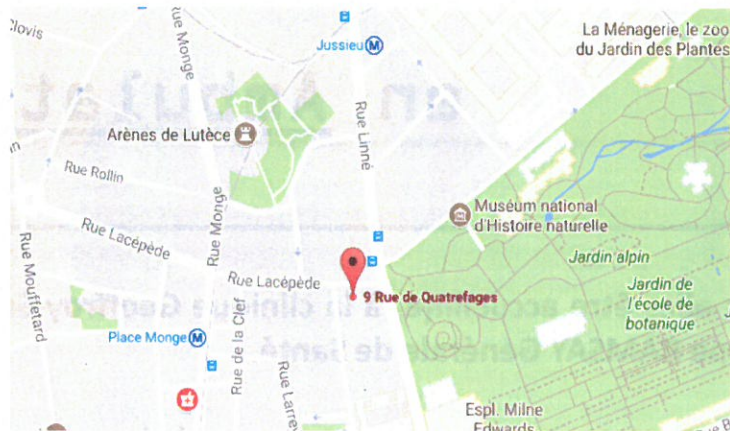 Clovis
Rue Monge
Jussieu M
La Ménagerie, le zoo
du Jardin des Plantes
Arènes de Lutèce
Rue Linné
Rue Rollin
Rue Monge
Muséum national
d'Histoire naturelle
Rue Lacépède
Rue Lacépède
Jardin alpin
Rue Mouffetard
9 Rue de Quatrefages
Jardin de
l'école de
botanique
Place Monge M
Rue de la Clef
Rue Larrey
Espl. Milne
Edwards